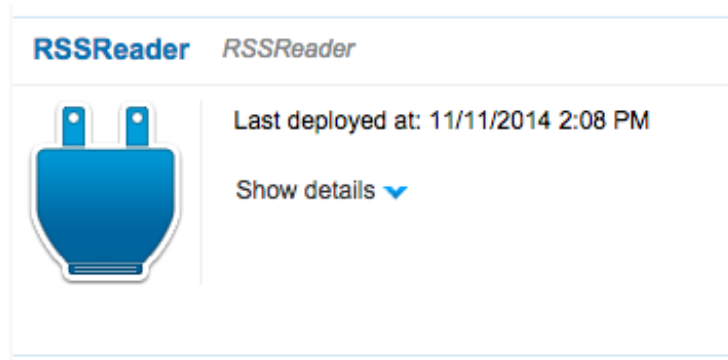 RSSReader RSSReader
Last deployed at: 11/11/2014 2:08 PM
Show details